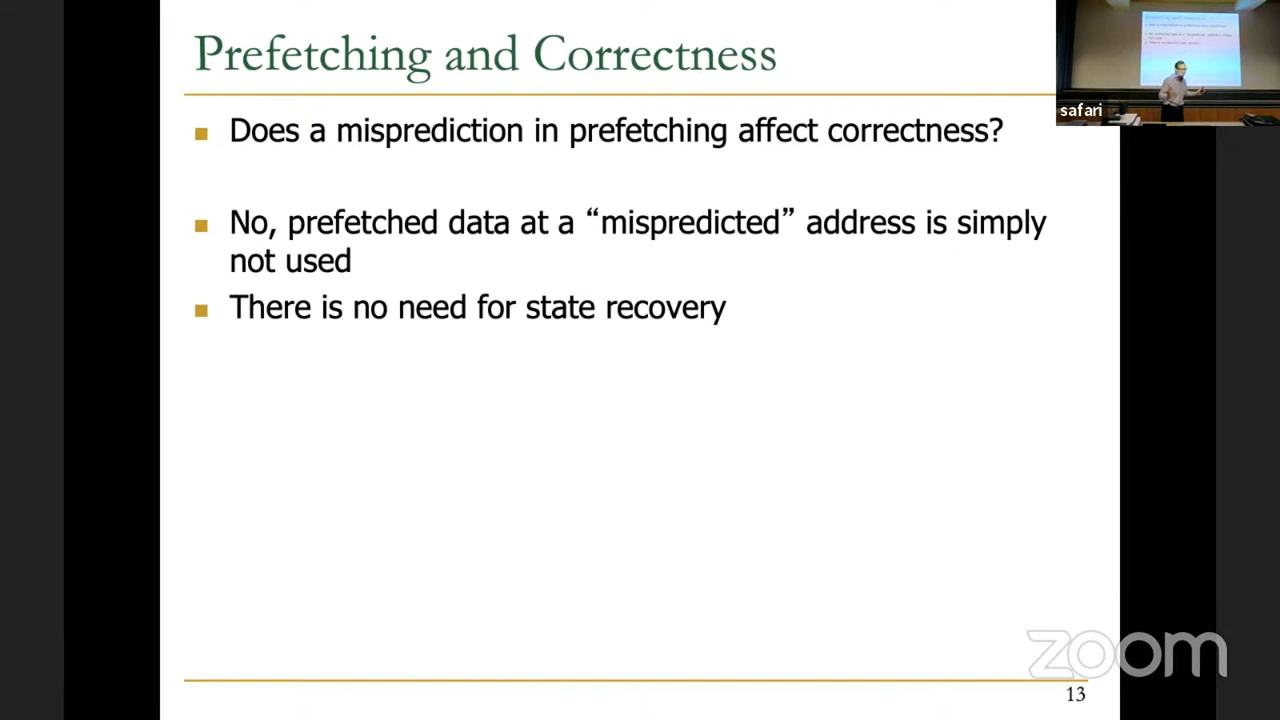 Prefetching and Correctness
safari
Does a misprediction in prefetching affect correctness?
No, prefetched data at a “mispredicted” address is simply
not used
There is no need for state recovery
zoom
13